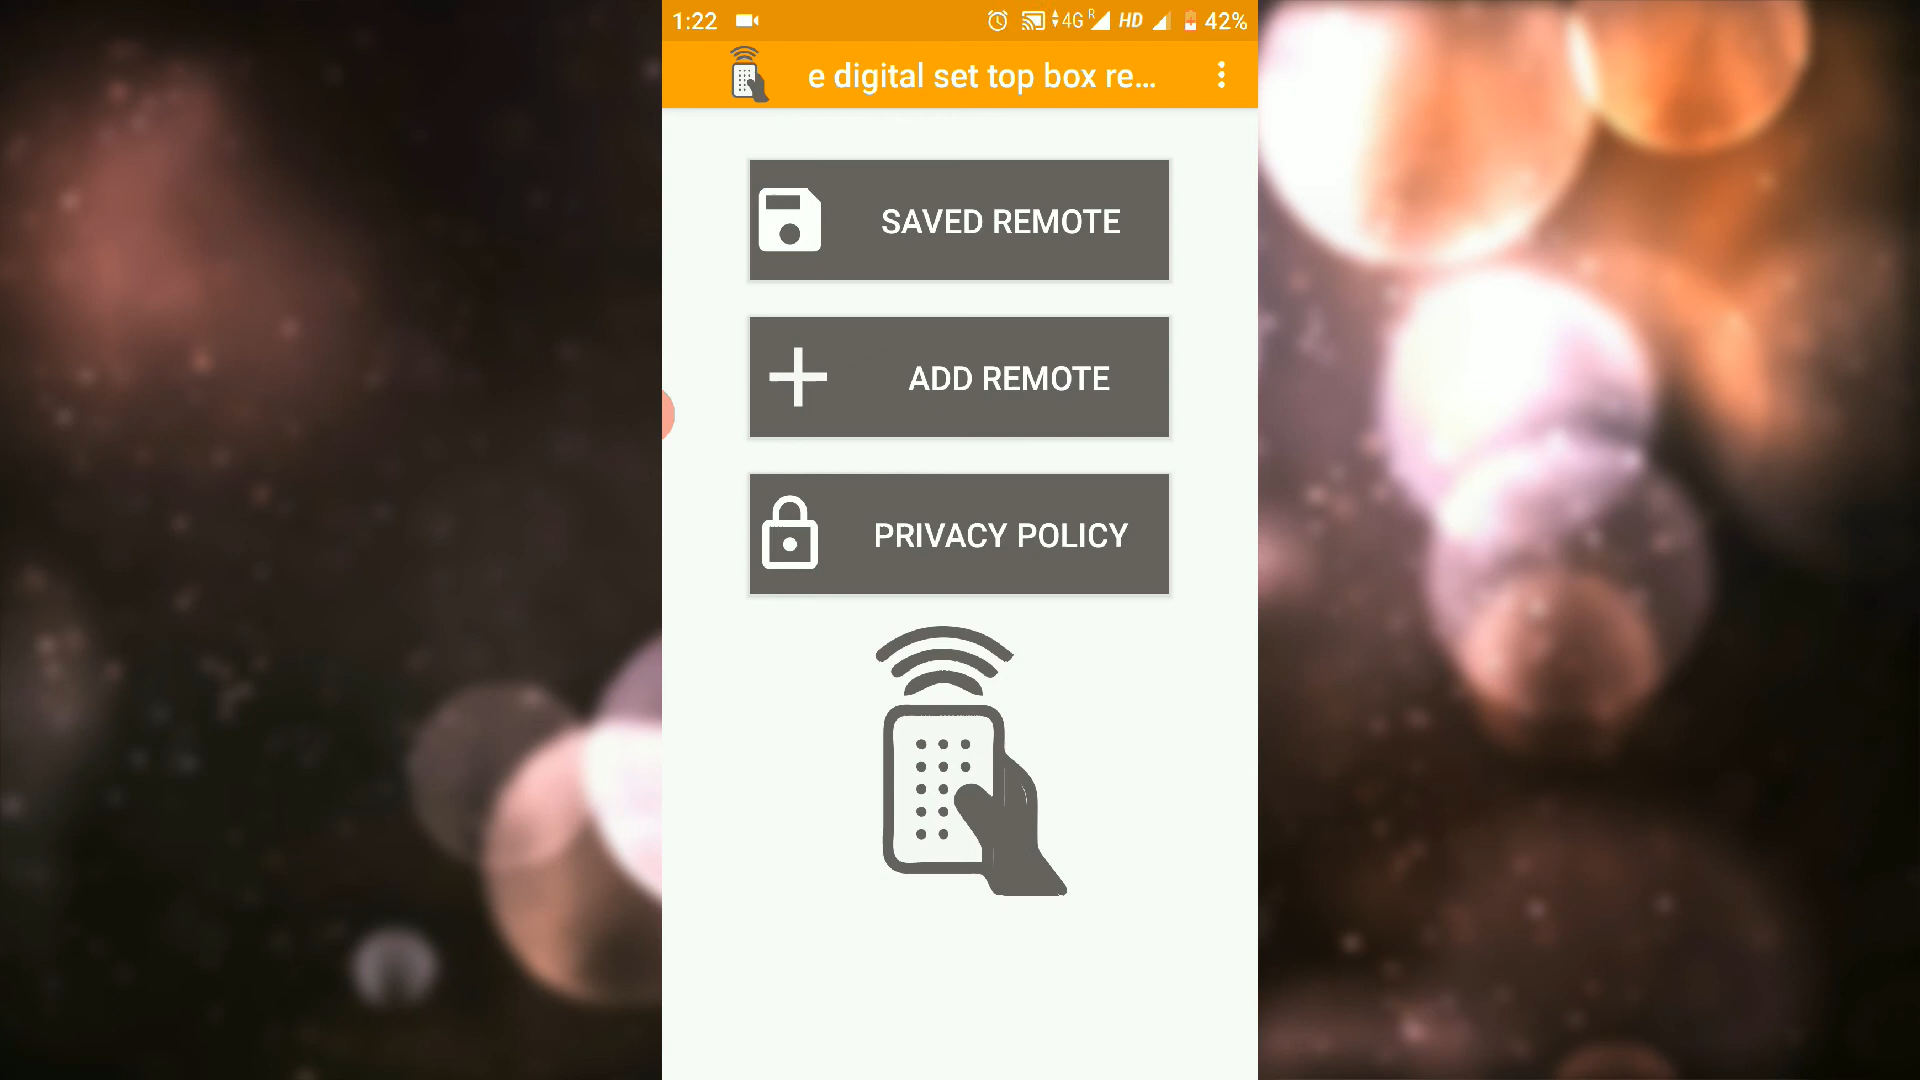 1:22 4G R HD 42%
e digital set top box re...
SAVED REMOTE
ADD REMOTE
PRIVACY POLICY